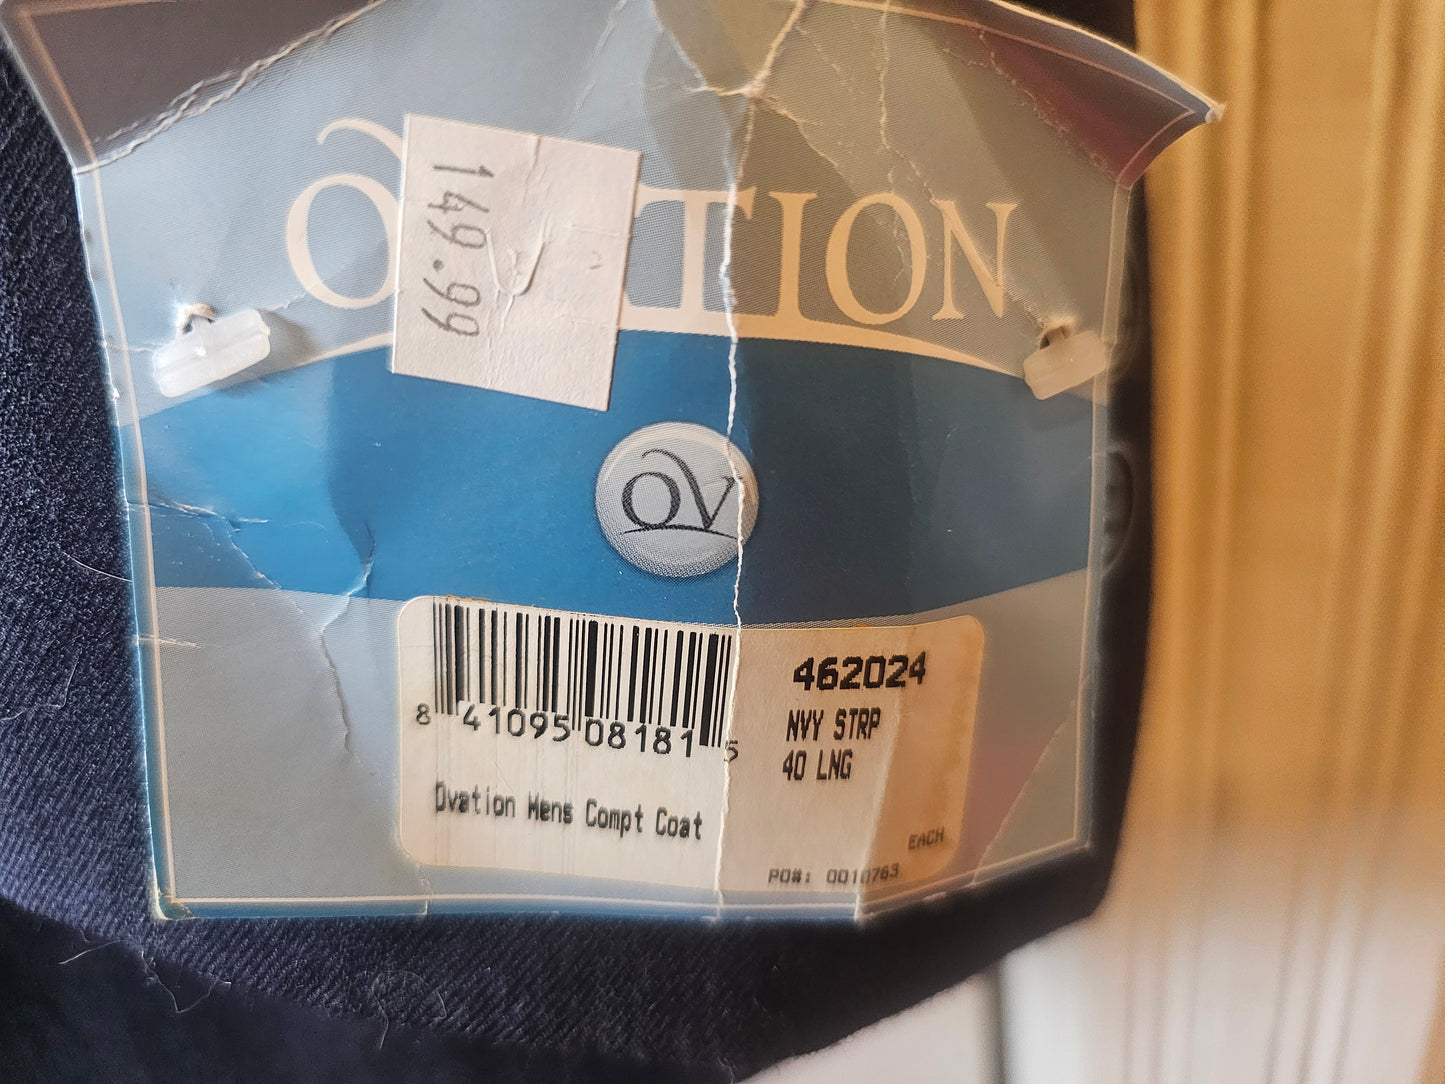 OVATION
149.99
OV
8 41095 08181 5
462024
NVY STRP
40 LNG
Ovation Mens Compt Coat
EACH
PO#: 0010763